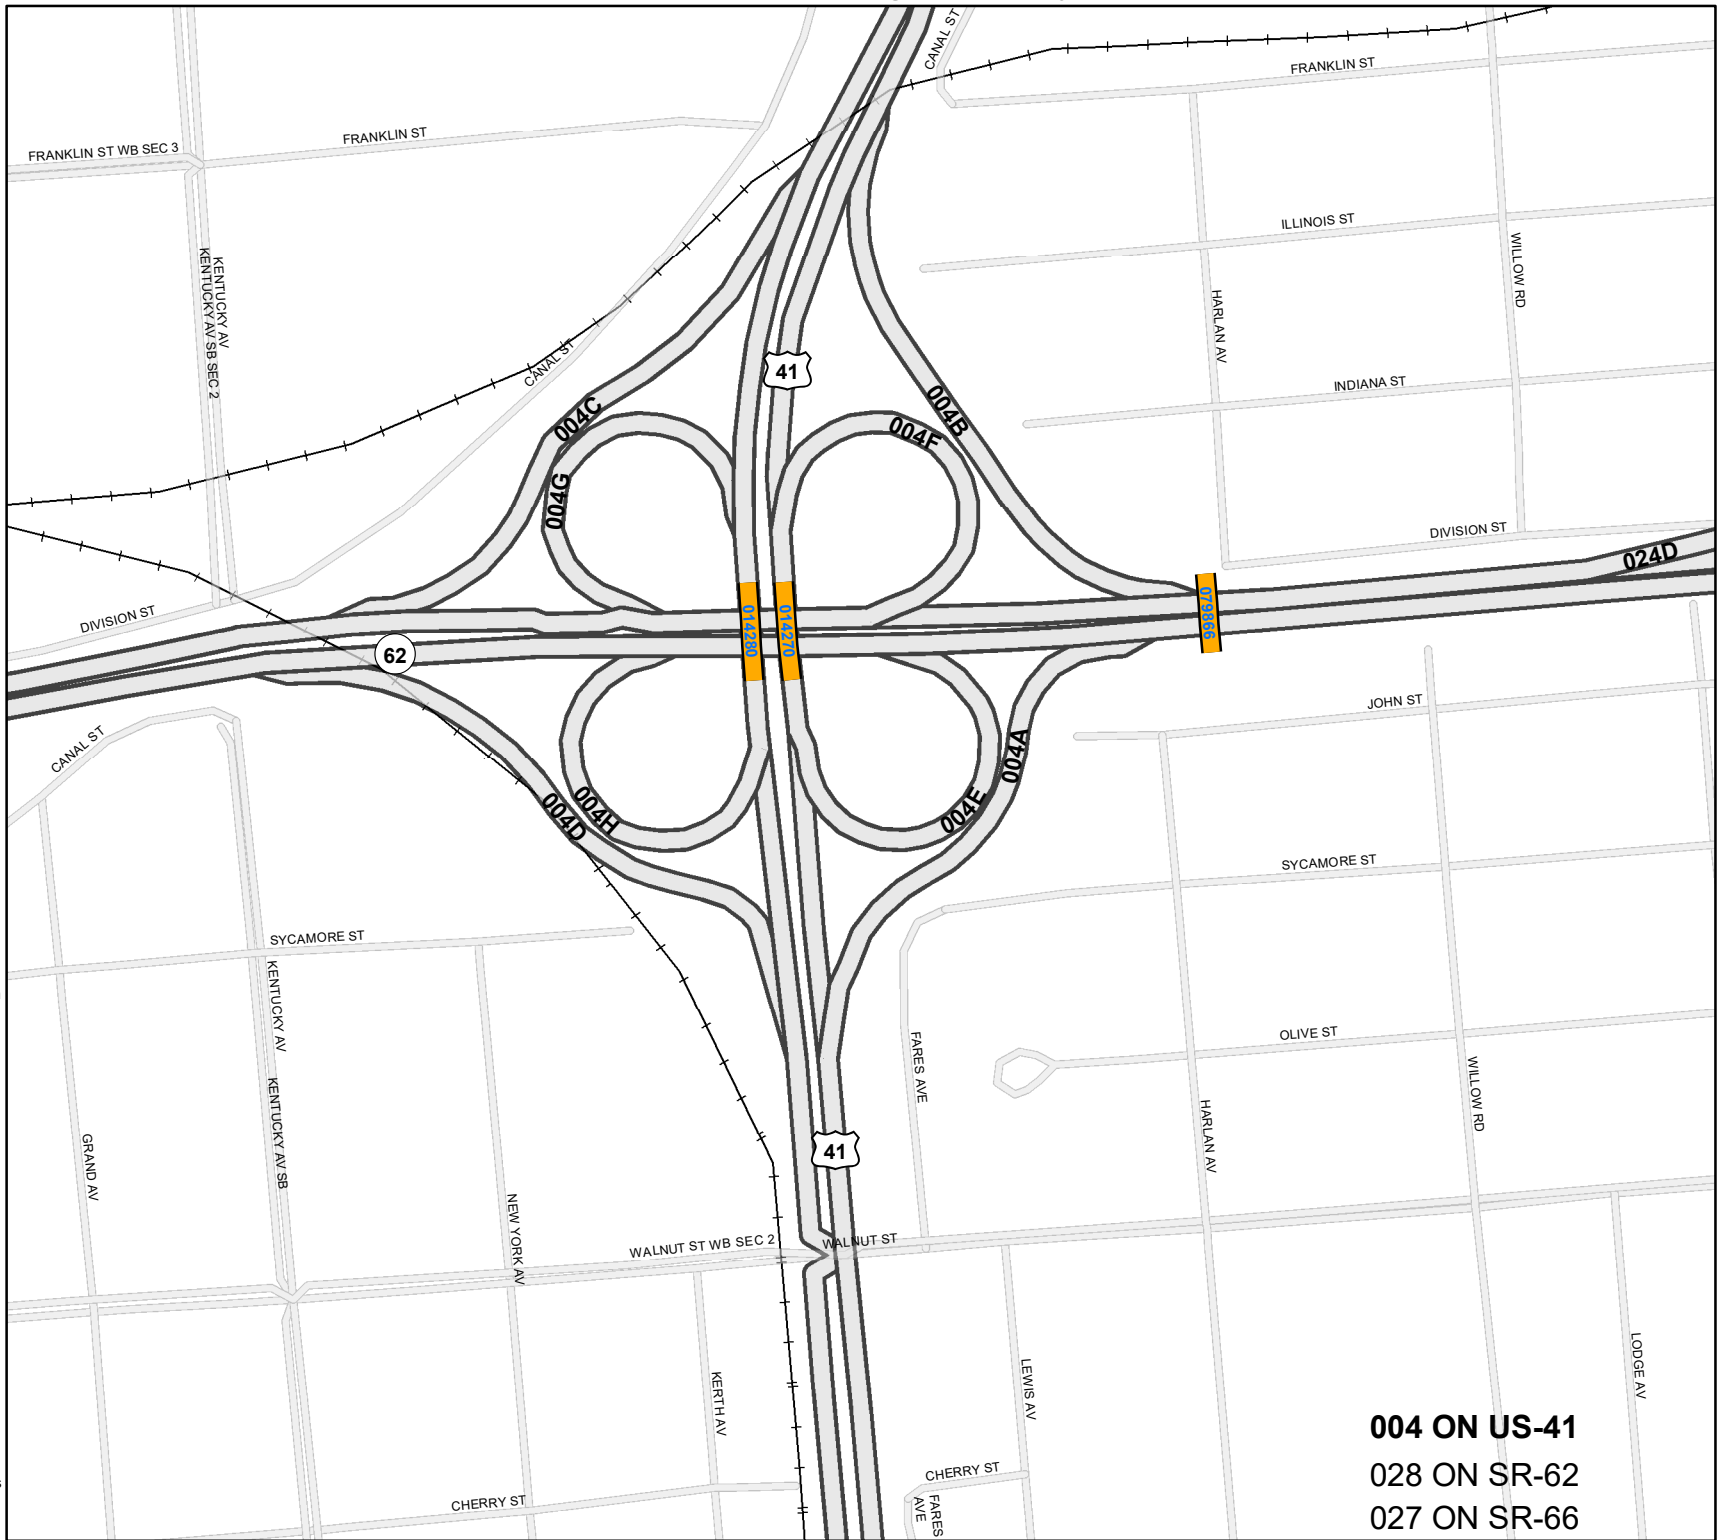 CANAL ST
FRANKLIN ST
FRANKLIN ST
FRANKLIN ST WB SEC 3
ILLINOIS ST
WILLOW RD
KENTUCKY AV
KENTUCKY AV SB SEC 2
HARLAN AV
CANAL ST
41
INDIANA ST
004C
004B
004F
004G
DIVISION ST
024D
DIVISION ST
014280
014270
079866
62
JOHN ST
CANAL ST
004A
004H
004D
004E
SYCAMORE ST
SYCAMORE ST
KENTUCKY AV
OLIVE ST
FARES AVE
WILLOW RD
KENTUCKY AV SB
HARLAN AV
GRAND AV
41
NEW YORK AV
WALNUT ST WB SEC 2
WALNUT ST
KERTH AV
LEWIS AV
LODGE AV
CHERRY ST
CHERRY ST
FARES
AVE
004 ON US-41
028 ON SR-62
027 ON SR-66